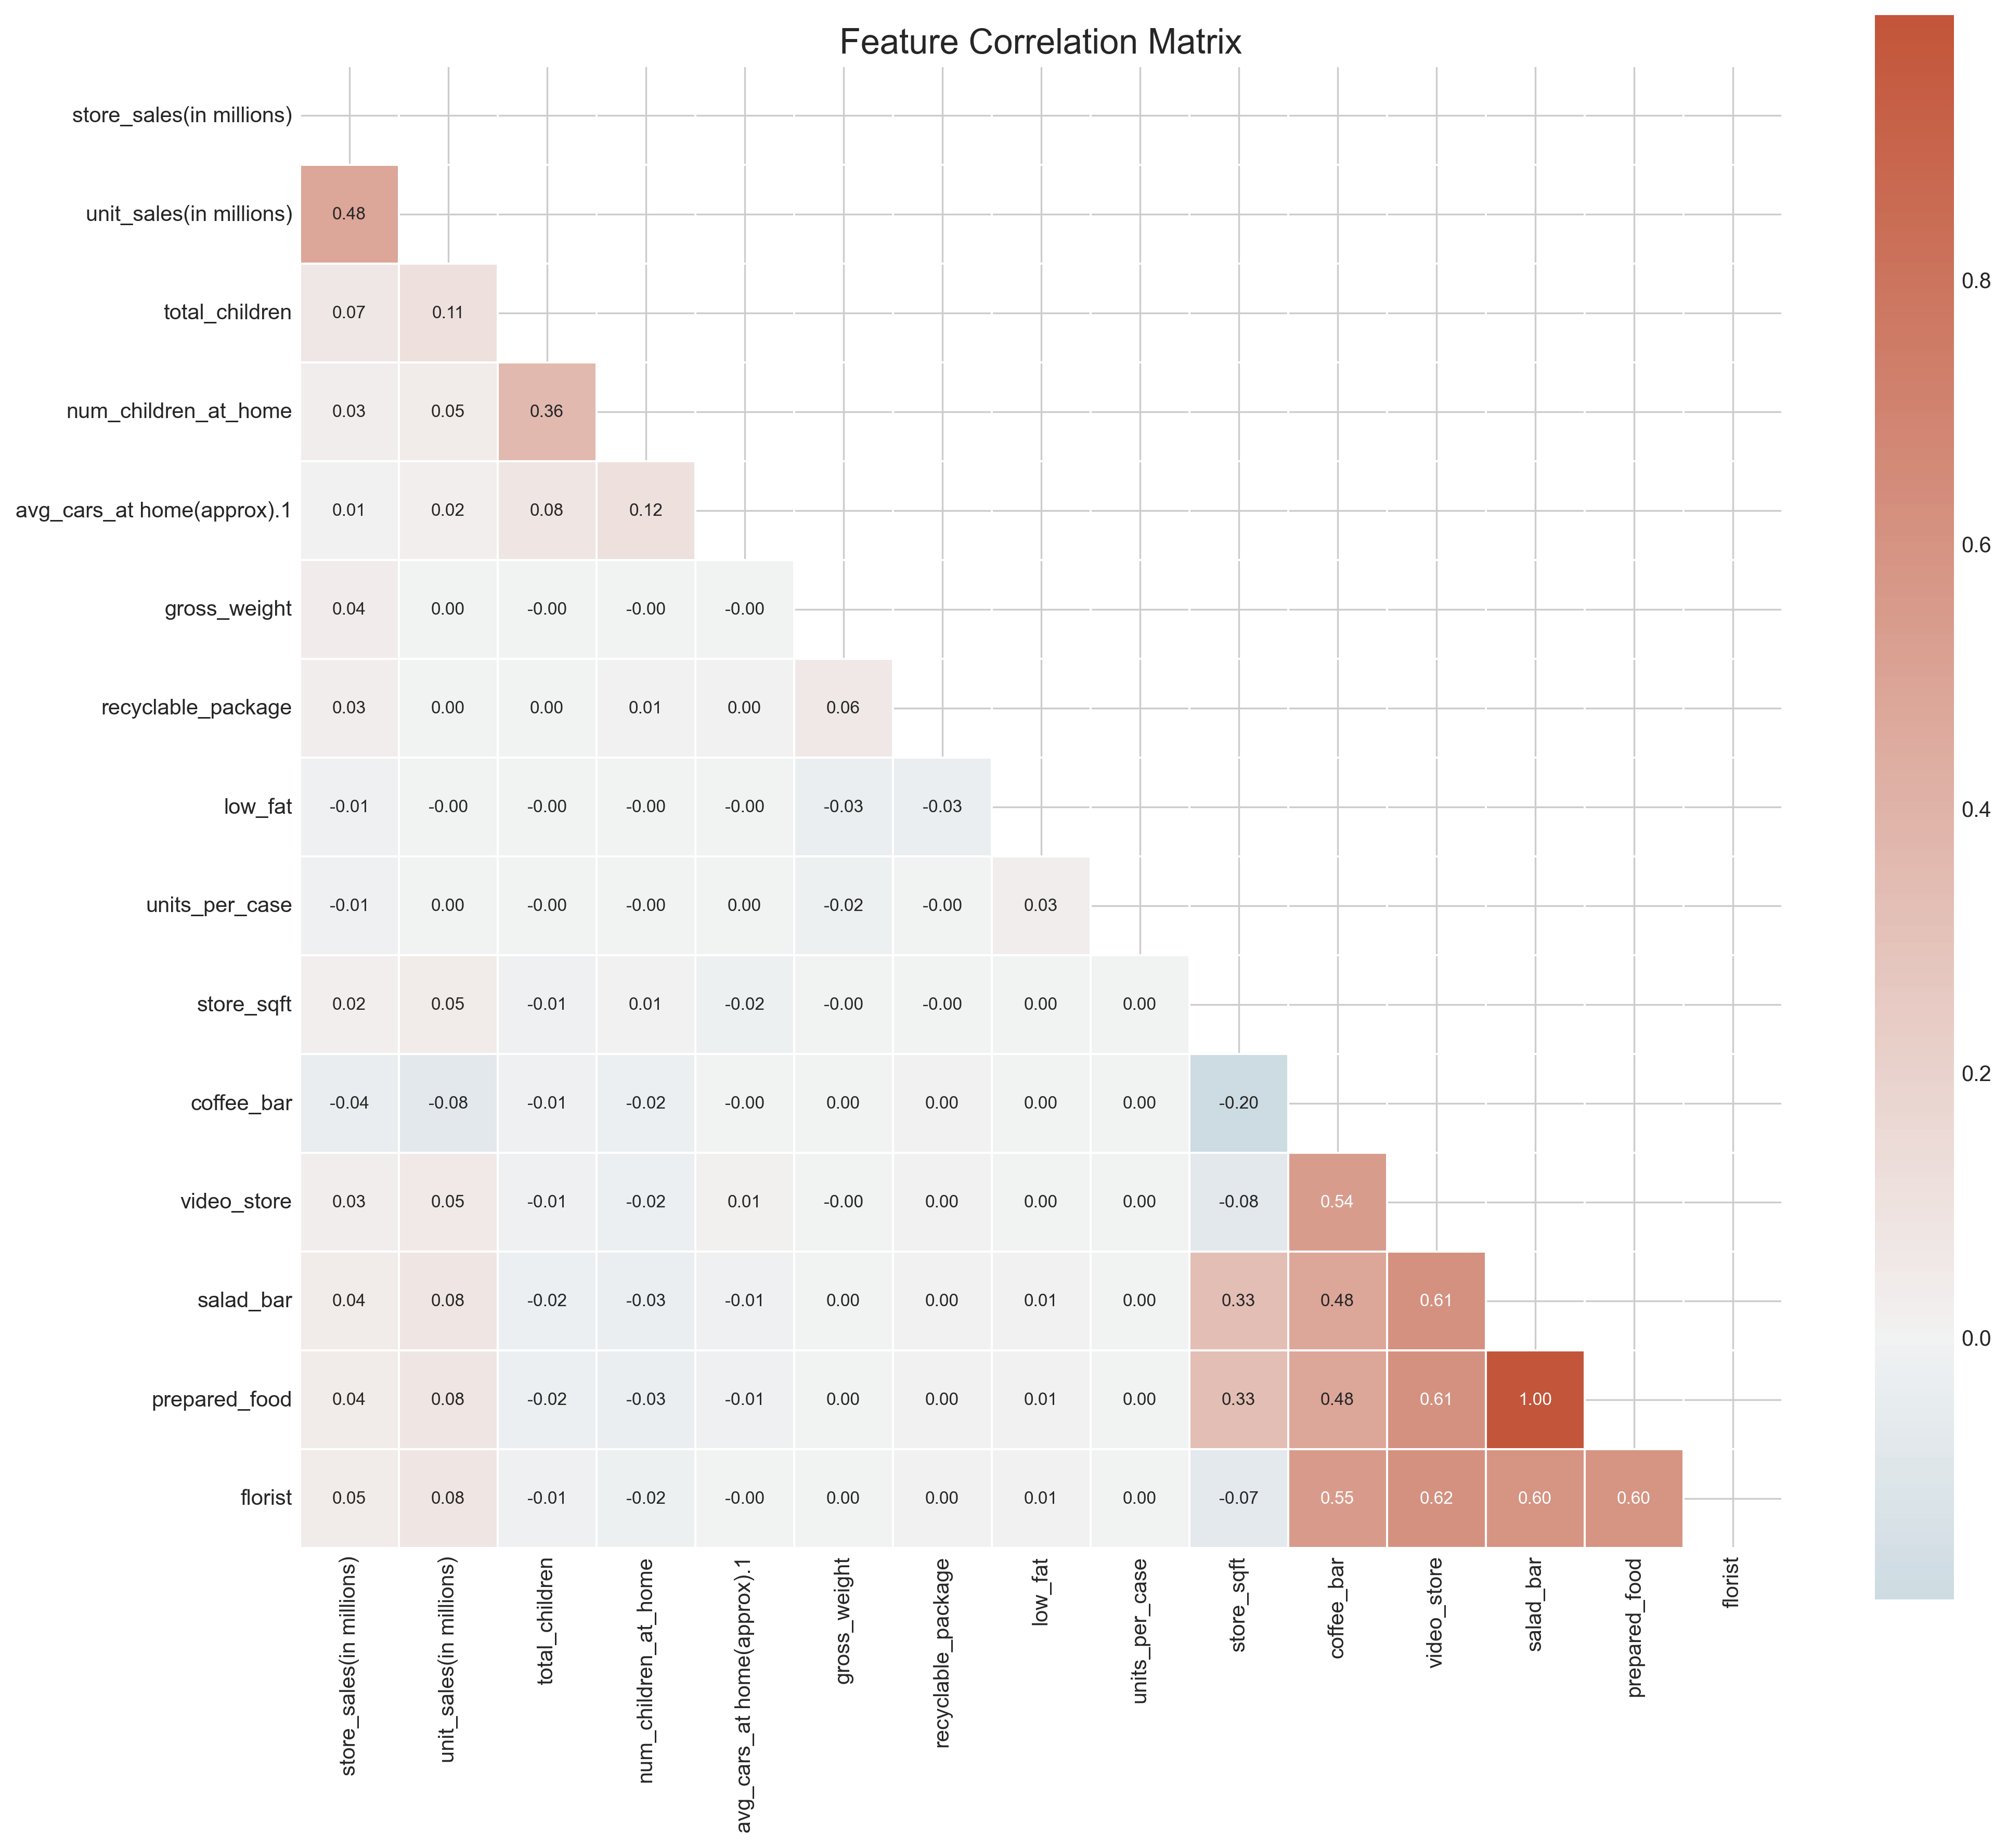 Feature Correlation Matrix
store_sales(in millions)
unit_sales(in millions) 0.48
total_children 0.07 0.11
num_children_at_home 0.03 0.05 0.36
avg_cars_at home(approx).1 0.01 0.02 0.08 0.12
gross_weight 0.04 0.00 -0.00 -0.00 -0.00
recyclable_package 0.03 0.00 0.00 0.01 0.00 0.06
low_fat -0.01 -0.00 -0.00 -0.00 -0.00 -0.03 -0.03
units_per_case -0.01 0.00 -0.00 -0.00 0.00 -0.02 -0.00 0.03
store_sqft 0.02 0.05 -0.01 0.01 -0.02 -0.00 -0.00 0.00 0.00
coffee_bar -0.04 -0.08 -0.01 -0.02 -0.00 0.00 0.00 0.00 0.00 -0.20
video_store 0.03 0.05 -0.01 -0.02 0.01 -0.00 0.00 0.00 0.00 -0.08 0.54
salad_bar 0.04 0.08 -0.02 -0.03 -0.01 0.00 0.00 0.01 0.00 0.33 0.48 0.61
prepared_food 0.04 0.08 -0.02 -0.03 -0.01 0.00 0.00 0.01 0.00 0.33 0.48 0.61 1.00
florist 0.05 0.08 -0.01 -0.02 -0.00 0.00 0.00 0.01 0.00 -0.07 0.55 0.62 0.60 0.60
store_sales(in millions)
unit_sales(in millions)
total_children
num_children_at_home
avg_cars_at home(approx).1
gross_weight
recyclable_package
low_fat
units_per_case
store_sqft
coffee_bar
video_store
salad_bar
prepared_food
florist
0.8
0.6
0.4
0.2
0.0